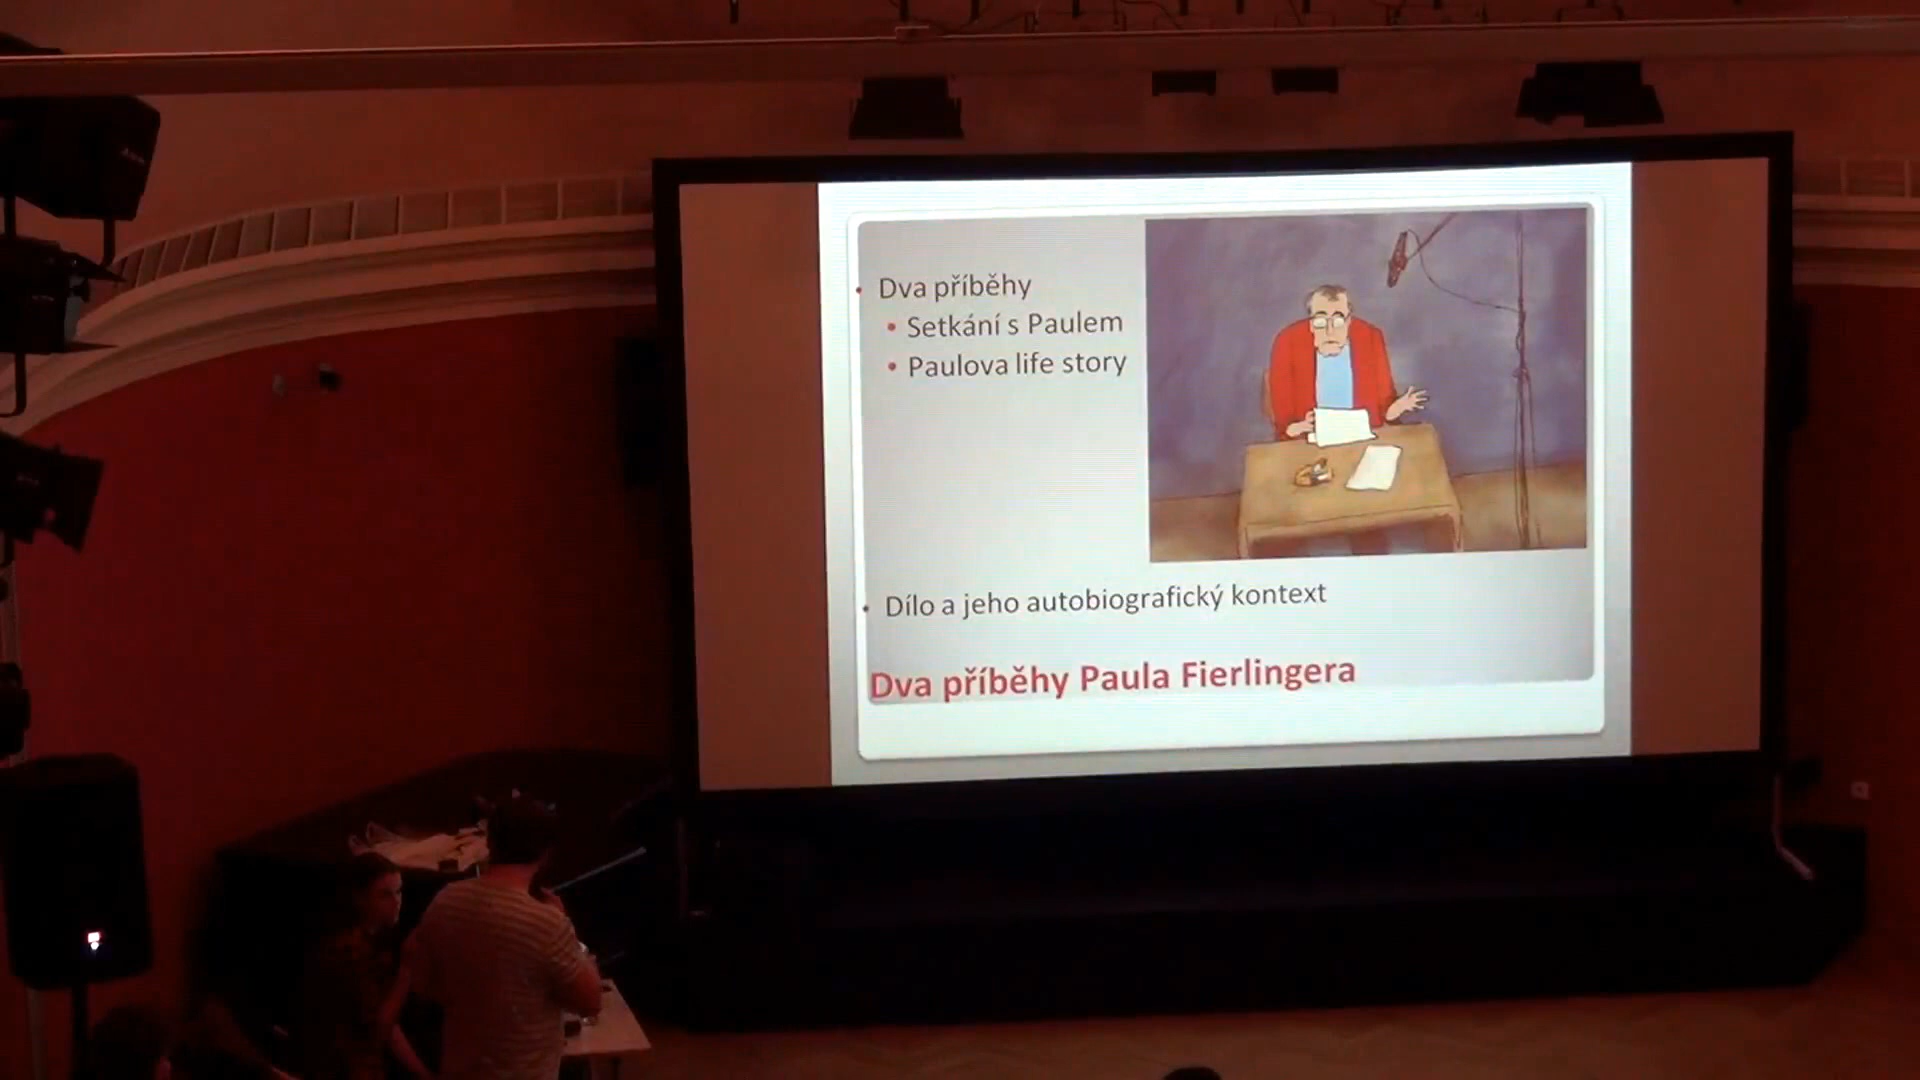 Dva příběhy
Setkání s Paulem
Paulova life story
Dílo a jeho autobiografický kontext
Dva příběhy Paula Fierlingera